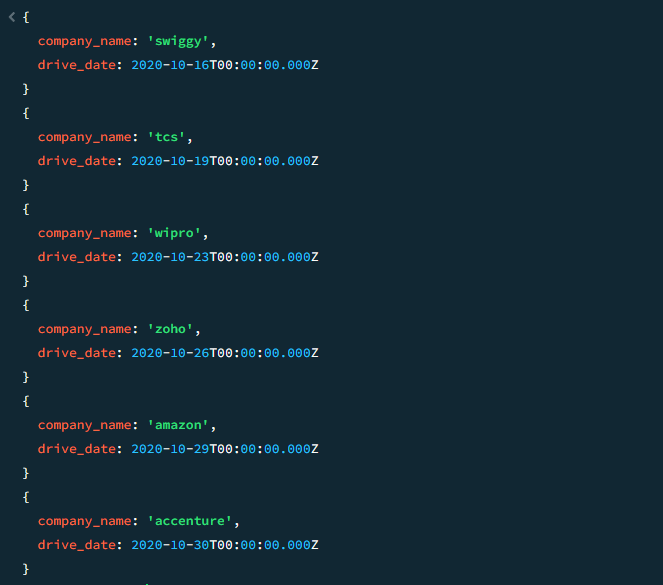 {
company_name: 'swiggy',
drive_date: 2020-10-16T00:00:00.000Z
}
{
company_name: 'tcs',
drive_date: 2020-10-19T00:00:00.000Z
}
{
company_name: 'wipro',
drive_date: 2020-10-23T00:00:00.000Z
}
{
company_name: 'zoho',
drive_date: 2020-10-26T00:00:00.000Z
}
{
company_name: 'amazon',
drive_date: 2020-10-29T00:00:00.000Z
}
{
company_name: 'accenture',
drive_date: 2020-10-30T00:00:00.000Z
}